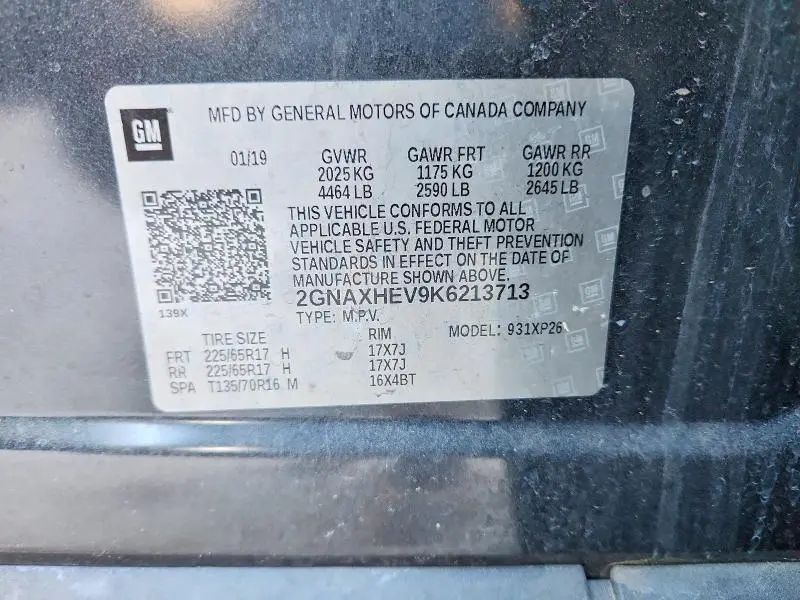 GM
MFD BY GENERAL MOTORS OF CANADA COMPANY
01/19 GVWR GAWR FRT GAWR RR
2025 KG 1175 KG 1200 KG
4464 LB 2590 LB 2645 LB
THIS VEHICLE CONFORMS TO ALL
APPLICABLE U.S. FEDERAL MOTOR
VEHICLE SAFETY AND THEFT PREVENTION
STANDARDS IN EFFECT ON THE DATE OF
MANUFACTURE SHOWN ABOVE.
2GNAXHEV9K6213713
139X
TYPE: M.P.V. MODEL: 931XP26
TIRE SIZE RIM
FRT 225/65R17 H 17X7J
RR 225/65R17 H 17X7J
SPA T135/70R16 M 16X4BT